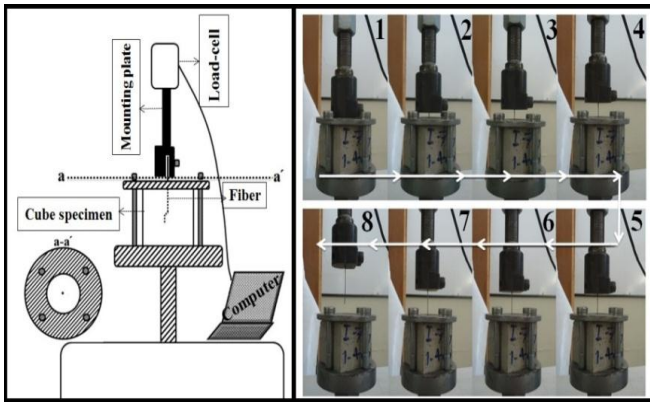 Mounting plate
Load-cell
a
a´
Fiber
Cube specimen
a-a´
Computer
1
2
3
4
8
7
6
5